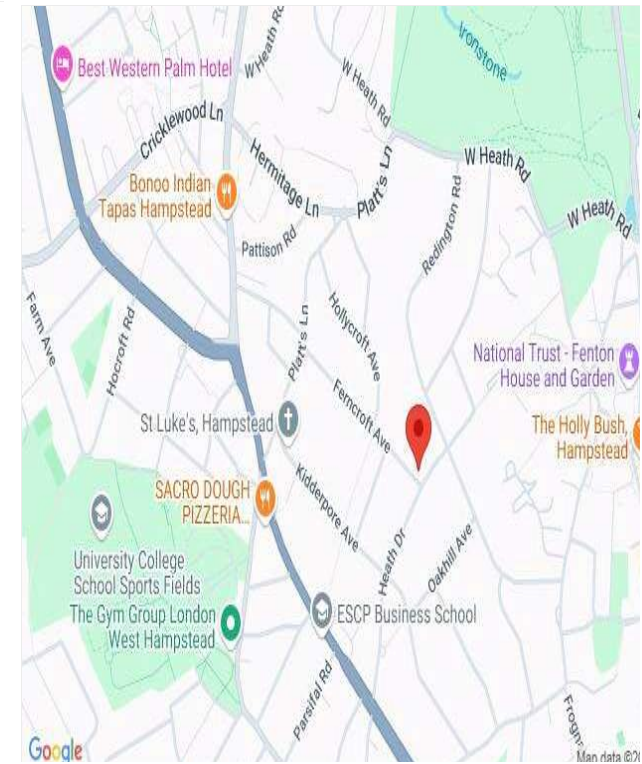 Best Western Palm Hotel
W Heath Rd
Ironstone
W Heath Rd
Cricklewood Ln
Hermitage Ln
Platt's Ln
W Heath Rd
Bonoo Indian
Tapas Hampstead
Pattison Rd
Redington Rd
W Heath Rd
Farm Ave
Hocroft Rd
Platt's Ln
Hollycroft Ave
National Trust - Fenton
House and Garden
Ferncroft Ave
St Luke's, Hampstead
The Holly Bush,
Hampstead
SACRO DOUGH
PIZZERIA...
Kidderpore Ave
University College
School Sports Fields
Heath Dr
Oakhill Ave
The Gym Group London
West Hampstead
ESCP Business School
Parsifal Rd
Frogn
Google
Map data ©20